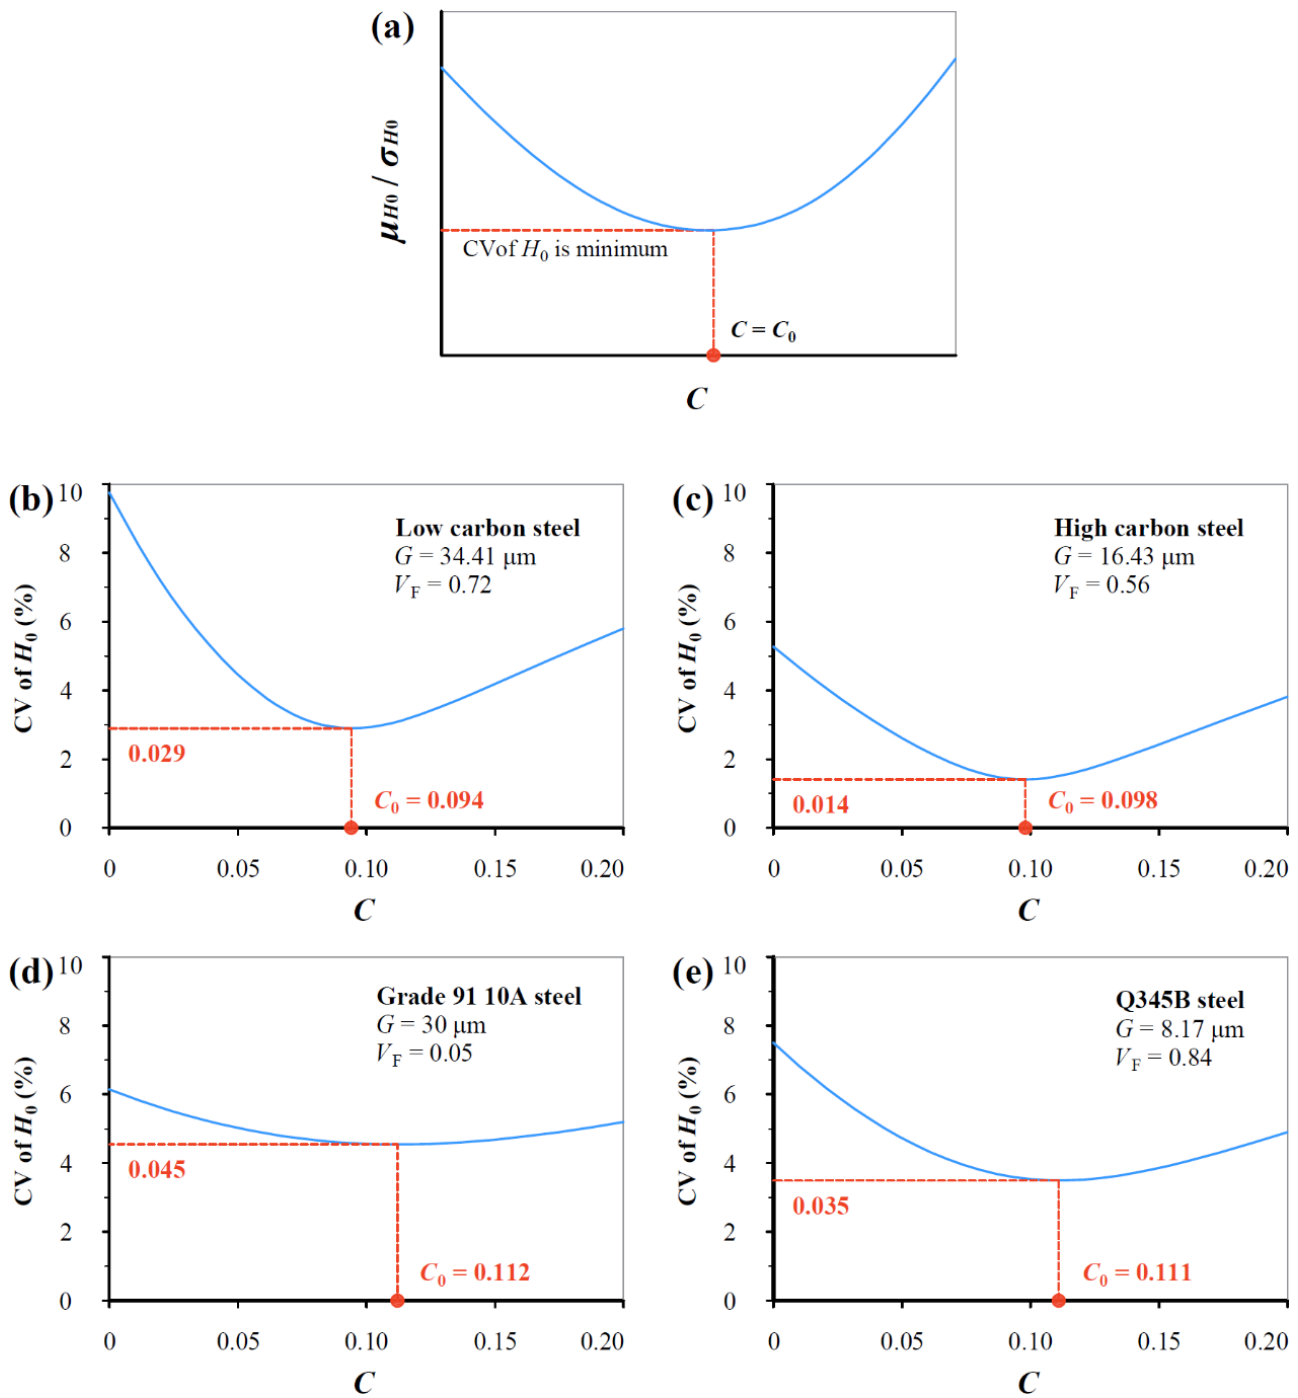 (a)
μH0 / σH0
CVof H0 is minimum
C = C0
C
(b)
10
8
6
4
2
0
CV of H0 (%)
Low carbon steel
G = 34.41 μm
VF = 0.72
0.029
C0 = 0.094
0 0.05 0.10 0.15 0.20
C
(c)
10
8
6
4
2
0
CV of H0 (%)
High carbon steel
G = 16.43 μm
VF = 0.56
0.014
C0 = 0.098
0 0.05 0.10 0.15 0.20
C
(d)
10
8
6
4
2
0
CV of H0 (%)
Grade 91 10A steel
G = 30 μm
VF = 0.05
0.045
C0 = 0.112
0 0.05 0.10 0.15 0.20
C
(e)
10
8
6
4
2
0
CV of H0 (%)
Q345B steel
G = 8.17 μm
VF = 0.84
0.035
C0 = 0.111
0 0.05 0.10 0.15 0.20
C